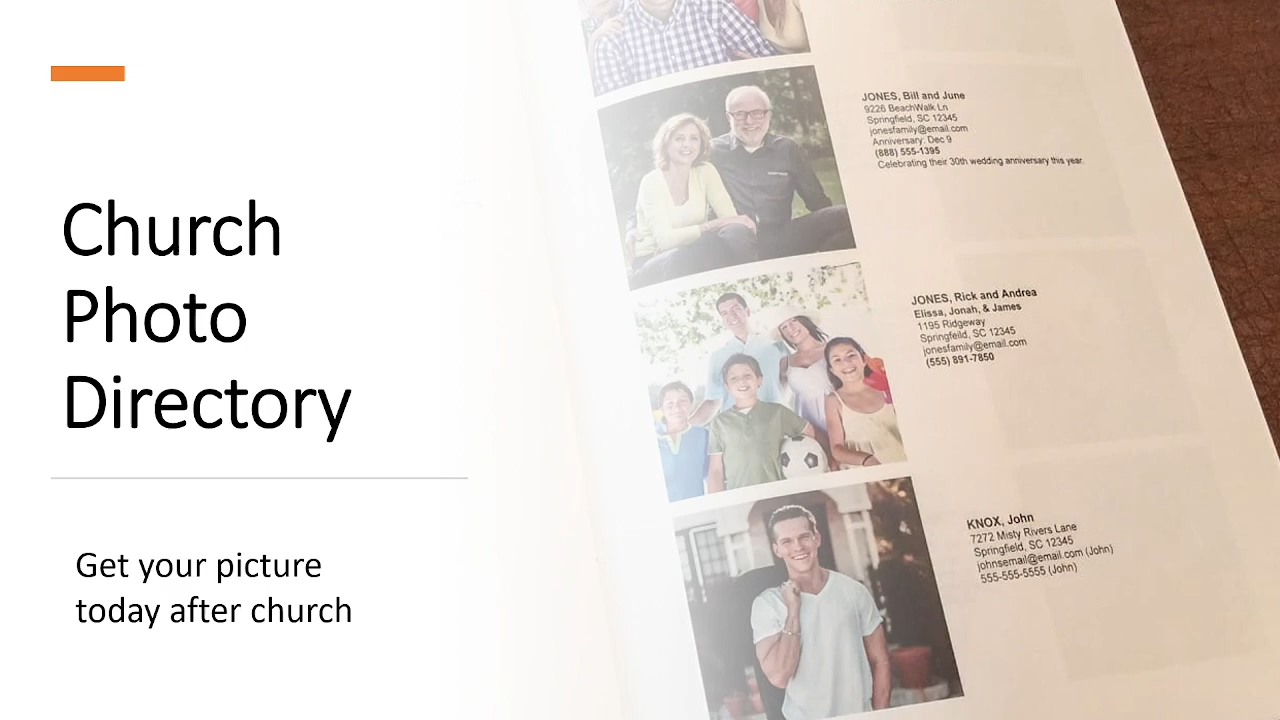 Church
Photo
Directory
Get your picture
today after church
JONES, Bill and June
9226 BeachWalk Ln
Springfield, SC 12345
jonesfamily@email.com
Anniversary: Dec 9
(888) 555-1395
Celebrating their 30th wedding anniversary this year.
JONES, Rick and Andrea
Elissa, Jonah, & James
1195 Ridgeway
Springfeild, SC 12345
jonesfamily@email.com
(555) 891-7850
KNOX, John
7272 Misty Rivers Lane
Springfield, SC 12345
johnsemail@email.com (John)
555-555-5555 (John)